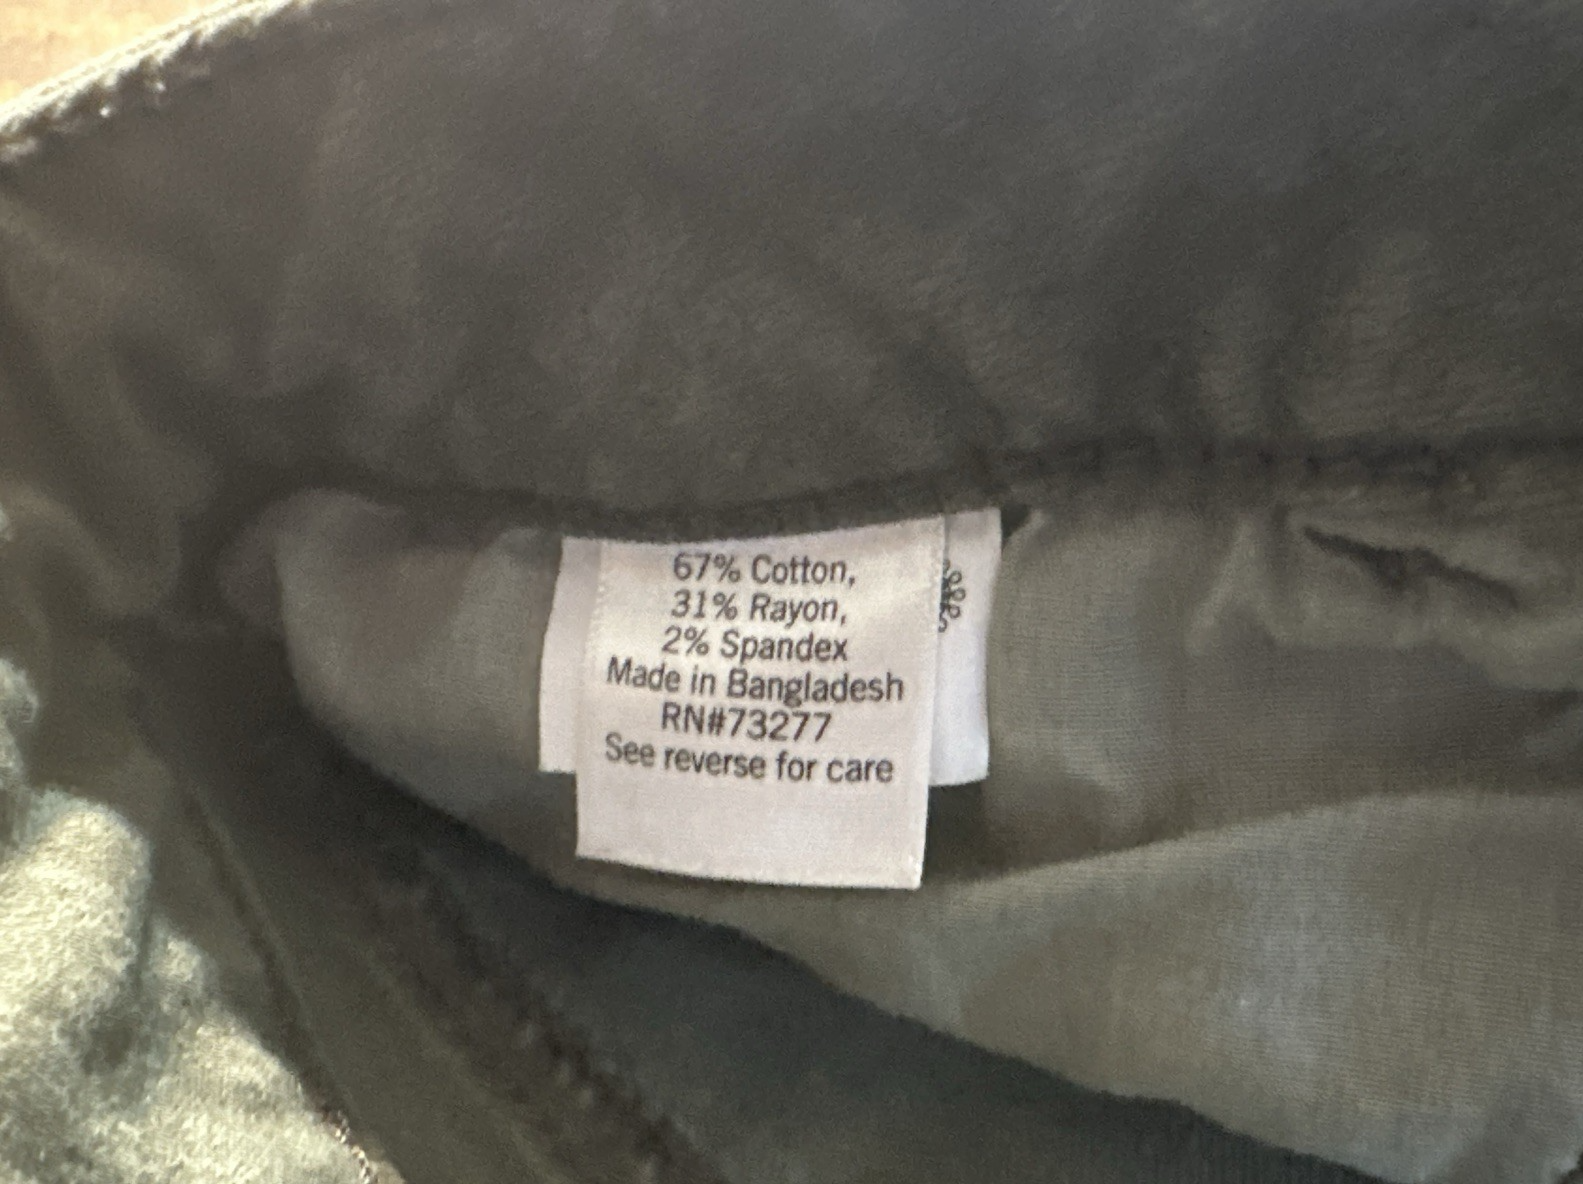 67% Cotton,
31% Rayon,
2% Spandex
Made in Bangladesh
RN#73277
See reverse for care